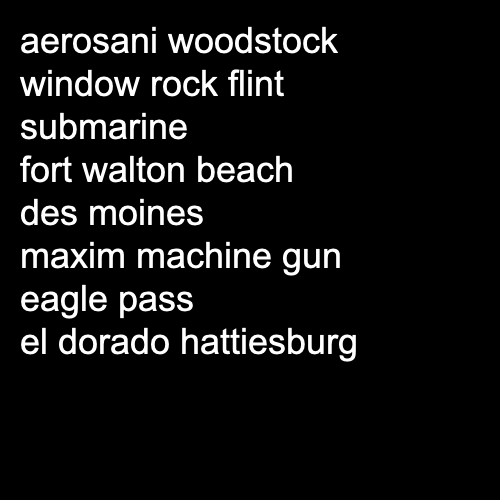 aerosani woodstock
window rock flint
submarine
fort walton beach
des moines
maxim machine gun
eagle pass
el dorado hattiesburg